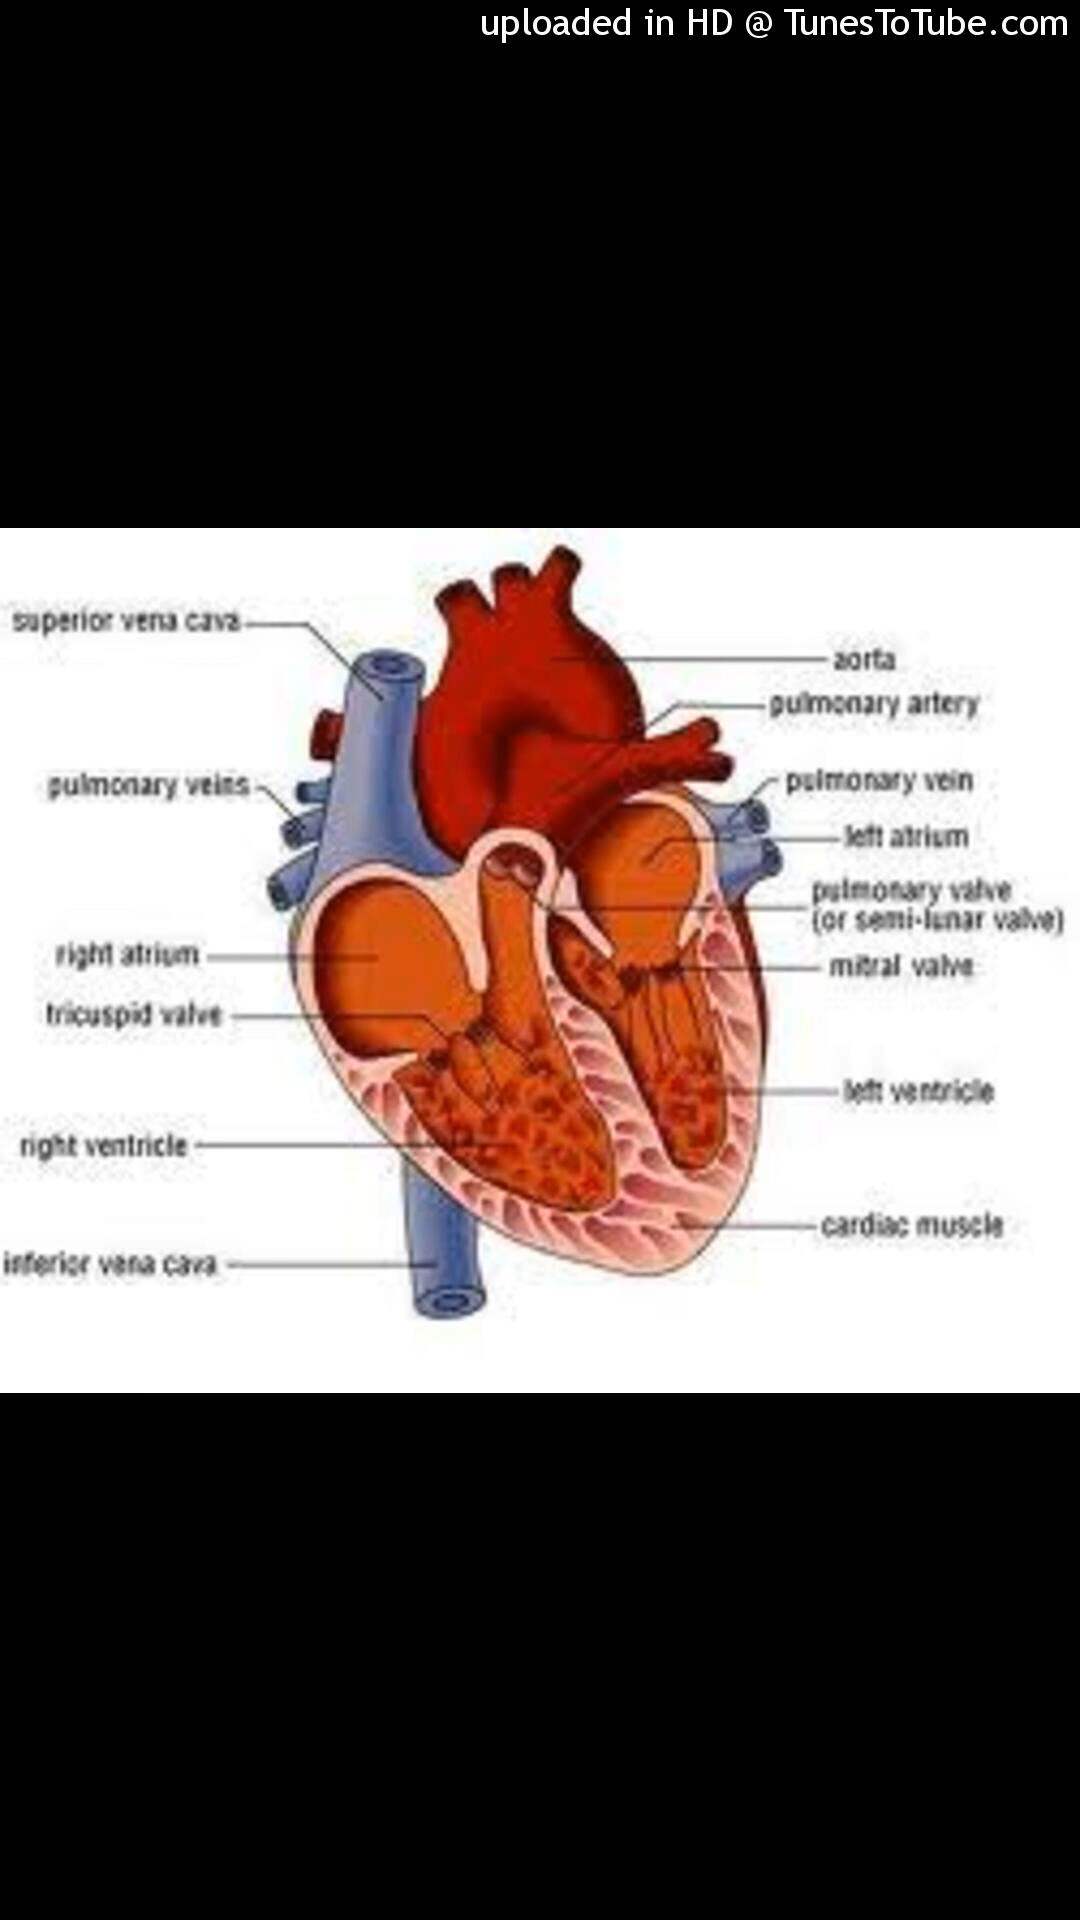 uploaded in HD @ TunesToTube.com
superior vena cava
aorta
pulmonary artery
pulmonary veins
pulmonary vein
left atrium
pulmonary valve
(or semi-lunar valve)
right atrium
mitral valve
tricuspid valve
left ventricle
right ventricle
cardiac muscle
inferior vena cava